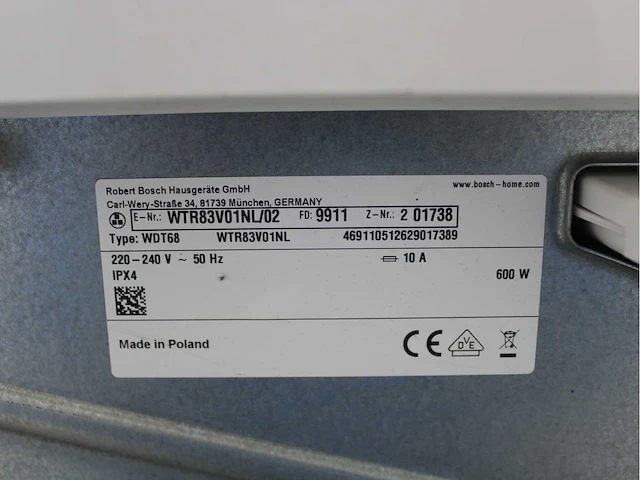 Robert Bosch Hausgeräte GmbH www.bosch-home.com
Carl-Wery-Straße 34, 81739 München, GERMANY
E-Nr.: WTR83V01NL/02 FD: 9911 Z-Nr.: 2 01738
Type: WDT68 WTR83V01NL 469110512629017389
220-240 V ~ 50 Hz 10 A
IPX4 600 W
Made in Poland CE VDE